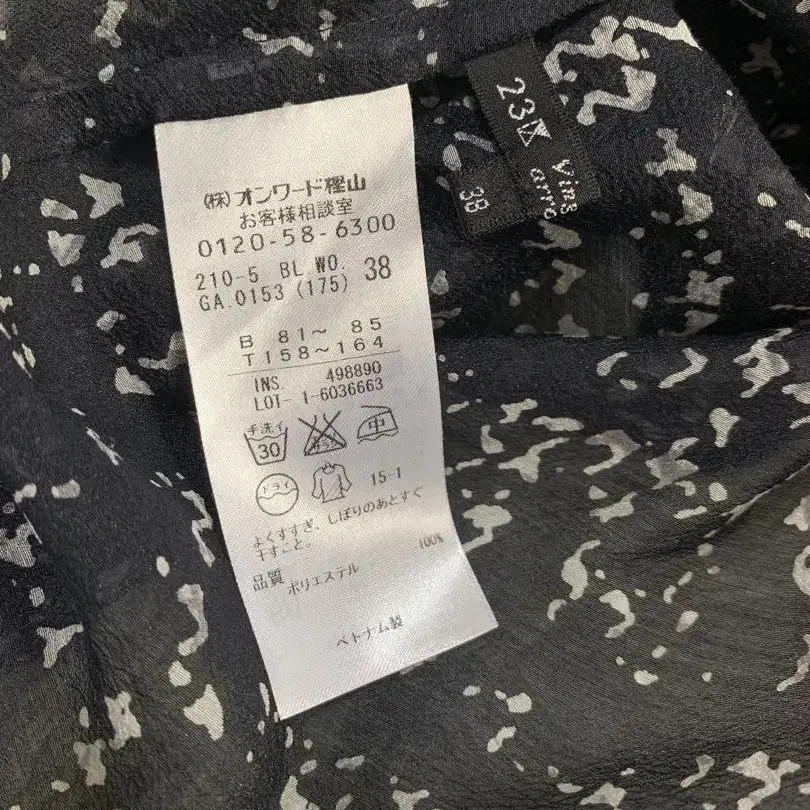 (株)オンワード樫山
お客様相談室
0120-58-6300
210-5 BL WO. 38
GA.0153 (175)
B 81~ 85
T 158~164
INS. 498890
LOT- 1-6036663
手洗イ
30
中
ドライ
15-1
よくすすぎ、しぼりのあとすぐ
干すこと。
品質
ポリエステル 100%
ベトナム製
23区
38